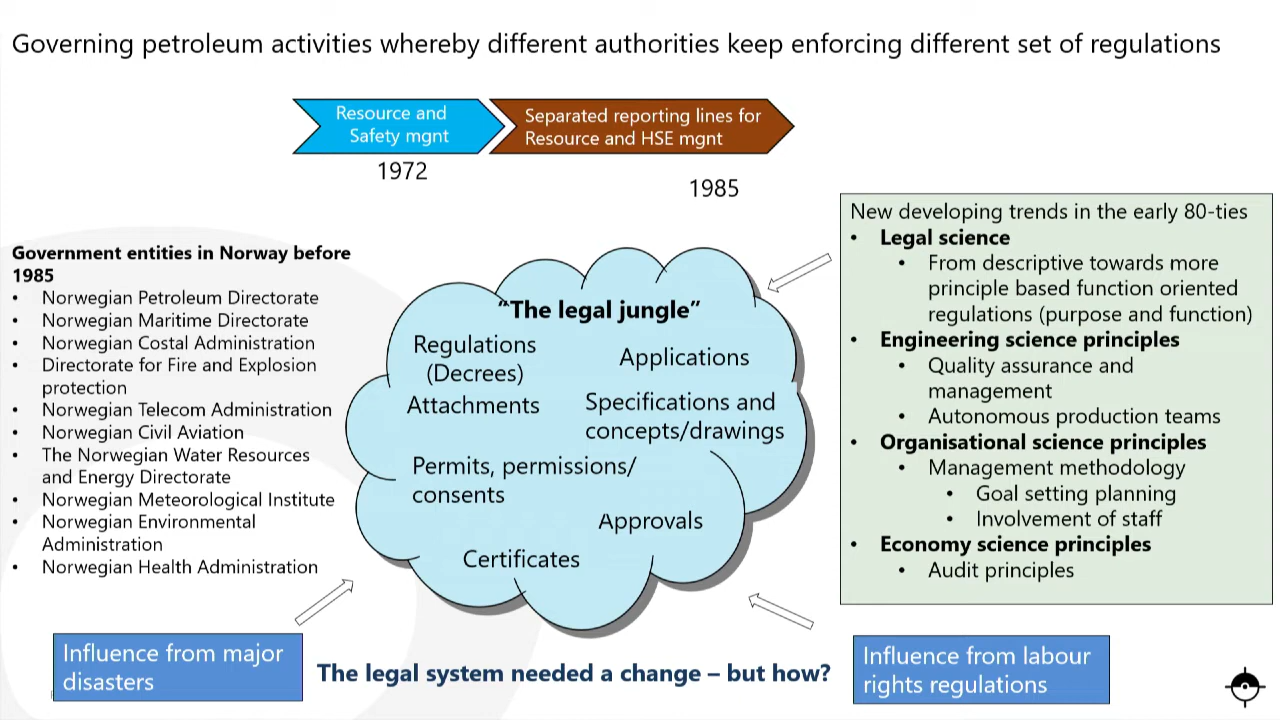 Governing petroleum activities whereby different authorities keep enforcing different set of regulations
Resource and
Safety mgnt
Separated reporting lines for
Resource and HSE mgnt
1972
1985
Government entities in Norway before
1985
• Norwegian Petroleum Directorate
• Norwegian Maritime Directorate
• Norwegian Costal Administration
• Directorate for Fire and Explosion
protection
• Norwegian Telecom Administration
• Norwegian Civil Aviation
• The Norwegian Water Resources
and Energy Directorate
• Norwegian Meteorological Institute
• Norwegian Environmental
Administration
• Norwegian Health Administration
“The legal jungle”
Regulations
(Decrees)
Applications
Attachments
Specifications and
concepts/drawings
Permits, permissions/
consents
Approvals
Certificates
New developing trends in the early 80-ties
• Legal science
• From descriptive towards more
principle based function oriented
regulations (purpose and function)
• Engineering science principles
• Quality assurance and
management
• Autonomous production teams
• Organisational science principles
• Management methodology
• Goal setting planning
• Involvement of staff
• Economy science principles
• Audit principles
Influence from major
disasters
The legal system needed a change – but how?
Influence from labour
rights regulations